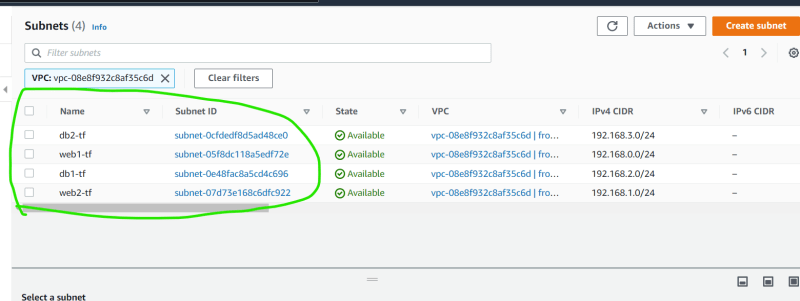 Subnets (4) Info
Actions ▼ Create subnet
Filter subnets
1
VPC: vpc-08e8f932c8af35c6d Clear filters
Name Subnet ID State VPC IPv4 CIDR IPv6 CIDR
db2-tf subnet-0cfdedf8d5ad48ce0 Available vpc-08e8f932c8af35c6d | fro... 192.168.3.0/24 –
web1-tf subnet-05f8dc118a5edf72e Available vpc-08e8f932c8af35c6d | fro... 192.168.0.0/24 –
db1-tf subnet-0e48fac8a5cd4c696 Available vpc-08e8f932c8af35c6d | fro... 192.168.2.0/24 –
web2-tf subnet-07d73e168c6dfc922 Available vpc-08e8f932c8af35c6d | fro... 192.168.1.0/24 –
Select a subnet